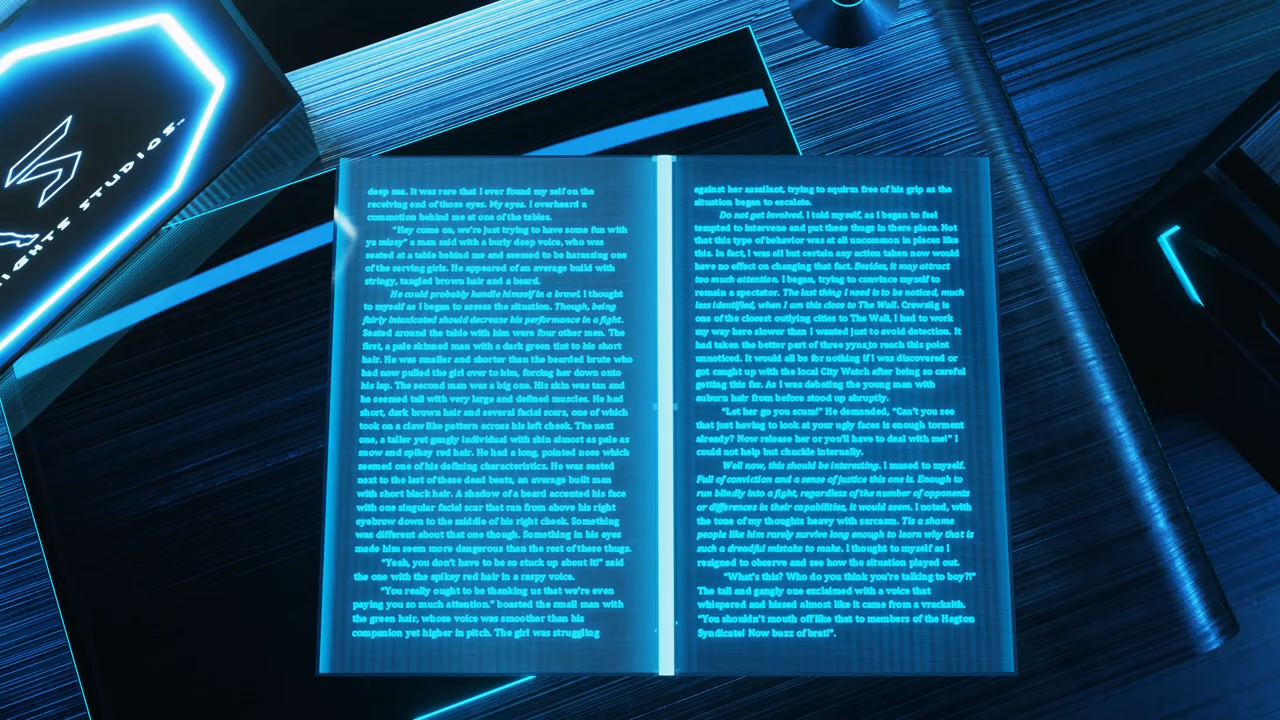 IGHTS STUDIOS
deep sea. It was rare that I ever found my self on the
receiving end of those eyes. My eyes. I overheard a
commotion behind me at one of the tables.
"Hey come on, we're just trying to have some fun with
ya missy" a man said with a burly deep voice, who was
seated at a table behind me and seemed to be harassing one
of the serving girls. He appeared of an average build with
stringy, tangled brown hair and a beard.
He could probably handle himself in a brawl. I thought
to myself as I began to assess the situation. Though, being
fairly intoxicated should decrease his performance in a fight.
Seated around the table with him were four other men. The
first, a pale skinned man with a dark green tint to his short
hair. He was smaller and shorter than the bearded brute who
had now pulled the girl over to him, forcing her down onto
his lap. The second man was a big one. His skin was tan and
he seemed tall with very large and defined muscles. He had
short, dark brown hair and several facial scars, one of which
took on a claw like pattern across his left cheek. The next
one, a taller yet gangly individual with skin almost as pale as
snow and spikey red hair. He had a long, pointed nose which
seemed one of his defining characteristics. He was seated
next to the last of these dead beats, an average built man
with short black hair. A shadow of a beard accented his face
with one singular facial scar that ran from above his right
eyebrow down to the middle of his right cheek. Something
was different about that one though. Something in his eyes
made him seem more dangerous than the rest of these thugs.
"Yeah, you don't have to be so stuck up about it!" said
the one with the spikey red hair in a raspy voice.
"You really ought to be thanking us that we're even
paying you so much attention." boasted the small man with
the green hair, whose voice was smoother than his
companion yet higher in pitch. The girl was struggling
against her assailant, trying to squirm free of his grip as the
situation began to escalate.
Do not get involved. I told myself, as I began to feel
tempted to intervene and put these thugs in there place. Not
that this type of behavior was at all uncommon in places like
this. In fact, I was all but certain any action taken now would
have no effect on changing that fact. Besides, it may attract
too much attention. I began, trying to convince myself to
remain a spectator. The last thing I need is to be noticed, much
less identified, when I am this close to The Wall. Crewsig is
one of the closest outlying cities to The Wall, I had to work
my way here slower than I wanted just to avoid detection. It
had taken the better part of three yyns to reach this point
unnoticed. It would all be for nothing if I was discovered or
got caught up with the local City Watch after being so careful
getting this far. As I was debating the young man with
auburn hair from before stood up abruptly.
"Let her go you scum!" He demanded, "Can't you see
that just having to look at your ugly faces is enough torment
already? Now release her or you'll have to deal with me!" I
could not help but chuckle internally.
Well now, this should be interesting. I mused to myself.
Full of conviction and a sense of justice this one is. Enough to
run blindly into a fight, regardless of the number of opponents
or differences in their capabilities, it would seem. I noted, with
the tone of my thoughts heavy with sarcasm. Tis a shame
people like him rarely survive long enough to learn why that is
such a dreadful mistake to make. I thought to myself as I
resigned to observe and see how the situation played out.
"What's this? Who do you think you're talking to boy?!"
The tall and gangly one exclaimed with a voice that
whispered and hissed almost like it came from a vracksith.
"You shouldn't mouth off like that to members of the Hagton
Syndicate! Now buzz of brat!".